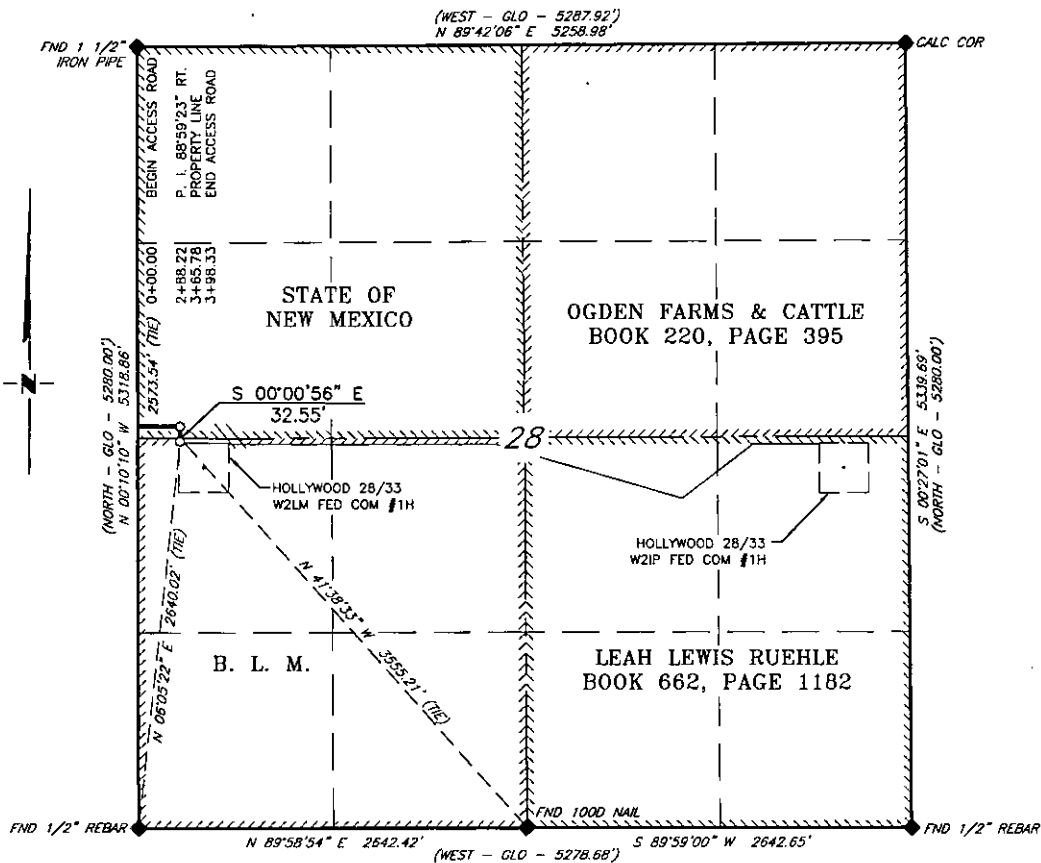 (WEST - GLO - 5287.92')
N 89°42'06" E 5258.98'
FND 1 1/2"
IRON PIPE
CALC COR
0+00.00 BEGIN ACCESS ROAD
2+88.22 P. I. 88°59'23" RT.
3+65.78 PROPERTY LINE
3+98.33 END ACCESS ROAD
2573.54' (TIE)
(NORTH - GLO - 5280.00')
N 00°10'10" W 5318.86'
STATE OF
NEW MEXICO
OGDEN FARMS & CATTLE
BOOK 220, PAGE 395
S 00°27'01" E 5339.69'
(NORTH - GLO - 5280.00')
N
S 00°00'56" E
32.55'
28
HOLLYWOOD 28/33
W2LM FED COM #1H
HOLLYWOOD 28/33
W2IP FED COM #1H
N 06°05'22" E 2640.02' (TIE)
N 41°38'33" W 3555.21' (TIE)
B. L. M.
LEAH LEWIS RUEHLE
BOOK 662, PAGE 1182
FND 100D NAIL
FND 1/2" REBAR
FND 1/2" REBAR
N 89°58'54" E 2642.42'
S 89°59'00" W 2642.65'
(WEST - GLO - 5278.68')